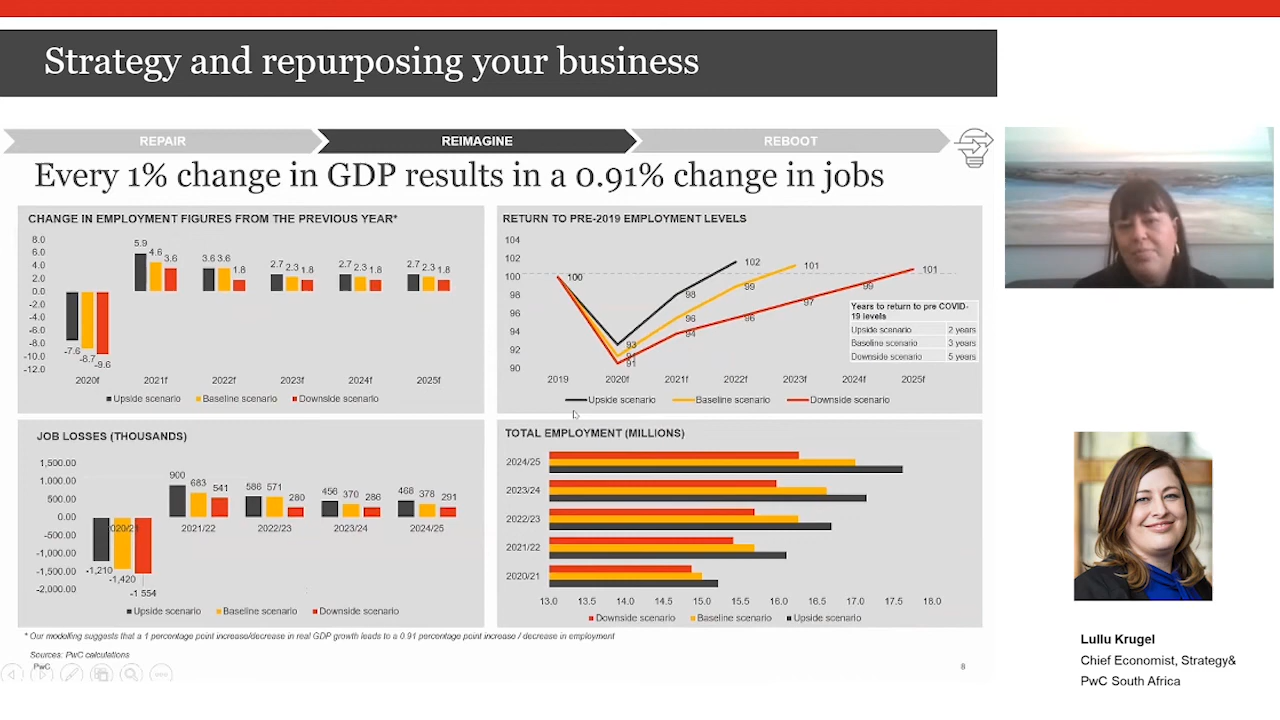 Strategy and repurposing your business
REPAIR
REIMAGINE
REBOOT
Every 1% change in GDP results in a 0.91% change in jobs
CHANGE IN EMPLOYMENT FIGURES FROM THE PREVIOUS YEAR*
8.0
6.0
4.0
2.0
0.0
-2.0
-4.0
-6.0
-8.0
-10.0
-12.0
-7.6
-8.7
-9.6
5.9
4.6
3.6
3.6 3.6
1.8
2.7 2.3 1.8
2.7 2.3 1.8
2.7 2.3 1.8
2020f 2021f 2022f 2023f 2024f 2025f
Upside scenario Baseline scenario Downside scenario
RETURN TO PRE-2019 EMPLOYMENT LEVELS
104
102
100
98
96
94
92
90
100
93
91
91
98
96
94
102
99
96
101
97
99
101
2019 2020f 2021f 2022f 2023f 2024f 2025f
Years to return to pre COVID-
19 levels
Upside scenario 2 years
Baseline scenario 3 years
Downside scenario 5 years
Upside scenario Baseline scenario Downside scenario
JOB LOSSES (THOUSANDS)
1,500.00
1.000.00
500.00
0.00
-500.00
-1,000.00
-1,500.00
-2,000.00
-1,210
-1,420
-1 554
900
683
541
586 571
280
456 370 286
468 378 291
2021/22 2022/23 2023/24 2024/25
Upside scenario Baseline scenario Downside scenario
TOTAL EMPLOYMENT (MILLIONS)
2024/25
2023/24
2022/23
2021/22
2020/21
13.0 13.5 14.0 14.5 15.0 15.5 16.0 16.5 17.0 17.5 18.0
Downside scenario Baseline scenario Upside scenario
* Our modelling suggests that a 1 percentage point increase/decrease in real GDP growth leads to a 0.91 percentage point increase / decrease in employment
Sources: PwC calculations
PwC
8
Lullu Krugel
Chief Economist, Strategy&
PwC South Africa